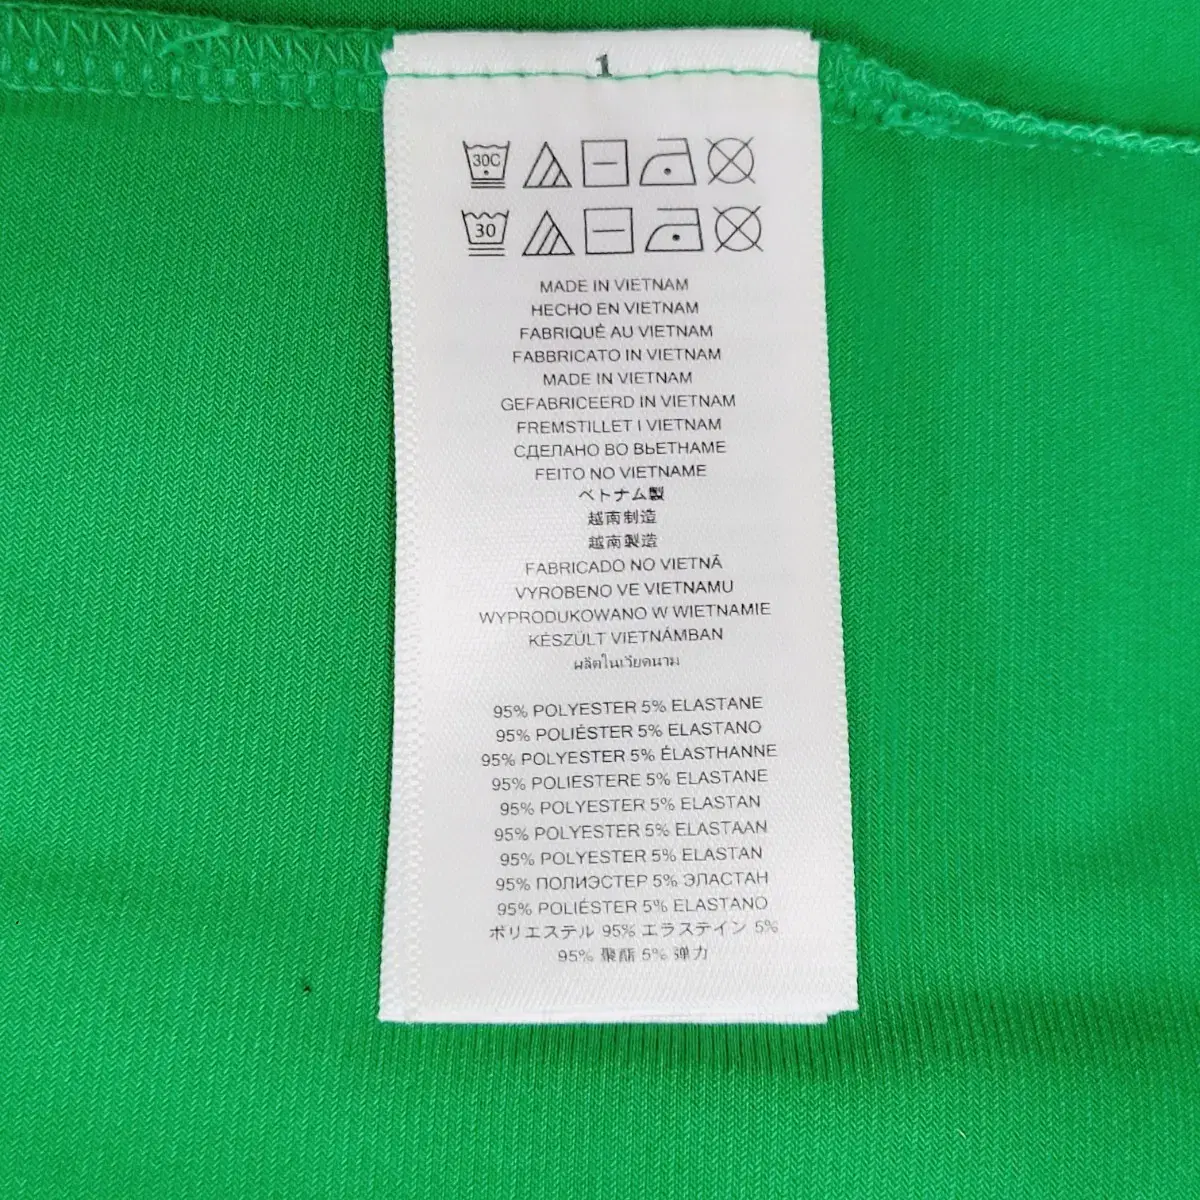 1
30C
30
MADE IN VIETNAM
HECHO EN VIETNAM
FABRIQUÉ AU VIETNAM
FABBRICATO IN VIETNAM
MADE IN VIETNAM
GEFABRICEERD IN VIETNAM
FREMSTILLET I VIETNAM
СДЕЛАНО ВО ВЬЕТНАМЕ
FEITO NO VIETNAME
ベトナム製
越南制造
越南製造
FABRICADO NO VIETNÃ
VYROBENO VE VIETNAMU
WYPRODUKOWANO W WIETNAMIE
KÉSZÜLT VIETNÁMBAN
ผลิตในเวียดนาม
95% POLYESTER 5% ELASTANE
95% POLIÉSTER 5% ELASTANO
95% POLYESTER 5% ÉLASTHANNE
95% POLIESTERE 5% ELASTANE
95% POLYESTER 5% ELASTAN
95% POLYESTER 5% ELASTAAN
95% POLYESTER 5% ELASTAN
95% ПОЛИЭСТЕР 5% ЭЛАСТАН
95% POLIÉSTER 5% ELASTANO
ポリエステル 95% エラステイン 5%
95% 聚酯 5% 弹力